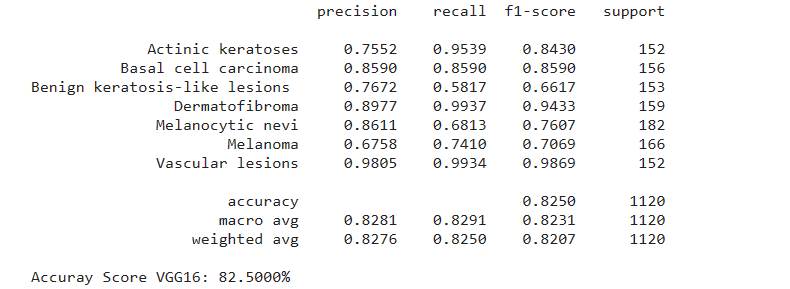 precision recall f1-score support
Actinic keratoses 0.7552 0.9539 0.8430 152
Basal cell carcinoma 0.8590 0.8590 0.8590 156
Benign keratosis-like lesions 0.7672 0.5817 0.6617 153
Dermatofibroma 0.8977 0.9937 0.9433 159
Melanocytic nevi 0.8611 0.6813 0.7607 182
Melanoma 0.6758 0.7410 0.7069 166
Vascular lesions 0.9805 0.9934 0.9869 152
accuracy 0.8250 1120
macro avg 0.8281 0.8291 0.8231 1120
weighted avg 0.8276 0.8250 0.8207 1120
Accuray Score VGG16: 82.5000%